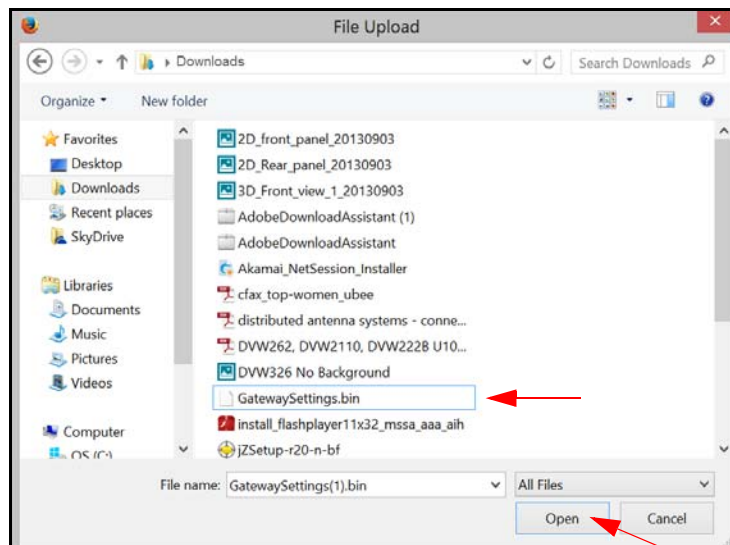 File Upload
Downloads
Search Downloads
Organize
New folder
Favorites
Desktop
Downloads
Recent places
SkyDrive
Libraries
Documents
Music
Pictures
Videos
Computer
OS (C:)
2D_front_panel_20130903
2D_Rear_panel_20130903
3D_Front_view_1_20130903
AdobeDownloadAssistant (1)
AdobeDownloadAssistant
Akamai_NetSession_Installer
cfax_top-women_ubee
distributed antenna systems - conne...
DVW262, DVW2110, DVW222B U10...
DVW326 No Background
GatewaySettings.bin
install_flashplayer11x32_mssa_aaa_aih
jZSetup-r20-n-bf
File name: GatewaySettings(1).bin
All Files
Open
Cancel